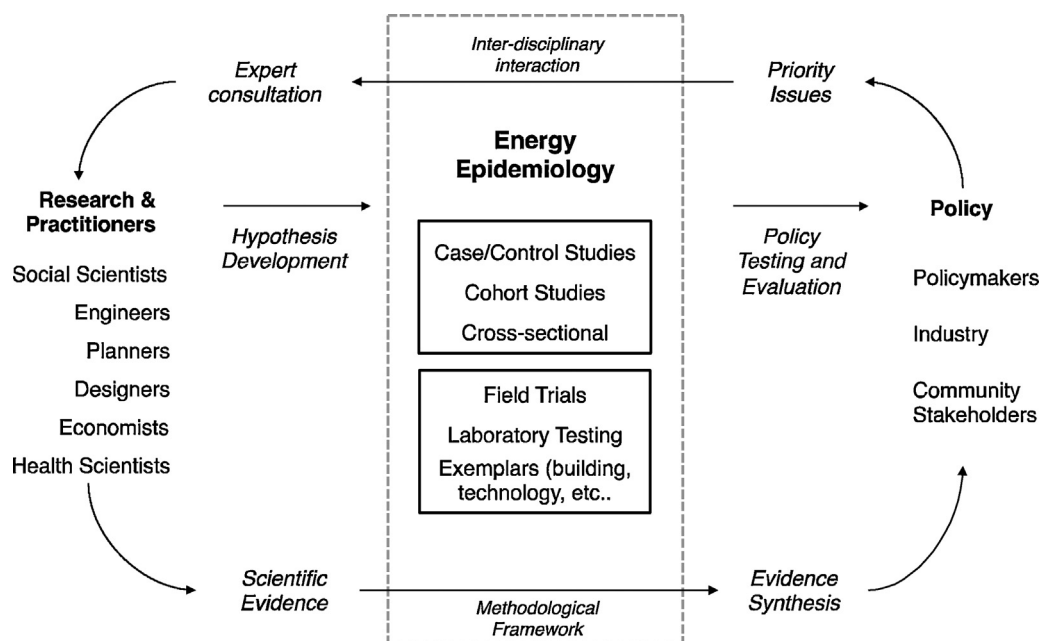 Inter-disciplinary
interaction
Expert
consultation
Priority
Issues
Energy
Epidemiology
Research &
Practitioners
Hypothesis
Development
Policy
Testing and
Evaluation
Policy
Social Scientists
Engineers
Planners
Designers
Economists
Health Scientists
Case/Control Studies
Cohort Studies
Cross-sectional
Field Trials
Laboratory Testing
Exemplars (building,
technology, etc..
Policymakers
Industry
Community
Stakeholders
Scientific
Evidence
Methodological
Framework
Evidence
Synthesis